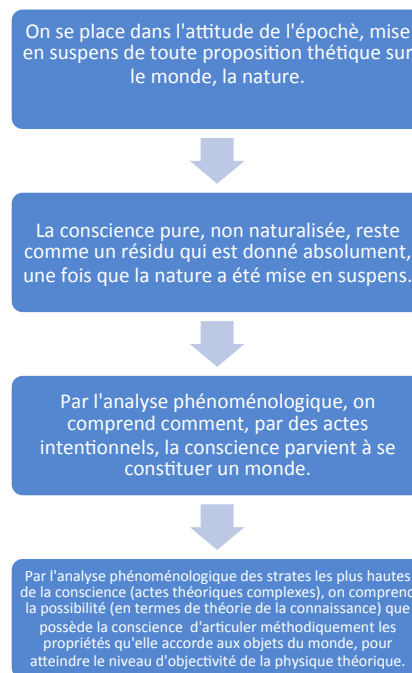 On se place dans l'attitude de l'épochè, mise
en suspens de toute proposition thétique sur
le monde, la nature.
La conscience pure, non naturalisée, reste
comme un résidu qui est donné absolument,
une fois que la nature a été mise en suspens.
Par l'analyse phénoménologique, on
comprend comment, par des actes
intentionnels, la conscience parvient à se
constituer un monde.
Par l'analyse phénoménologique des strates les plus hautes
de la conscience (actes théoriques complexes), on comprend
la possibilité (en termes de théorie de la connaissance) que
possède la conscience d'articuler méthodiquement les
propriétés qu'elle accorde aux objets du monde, pour
atteindre le niveau d'objectivité de la physique théorique.